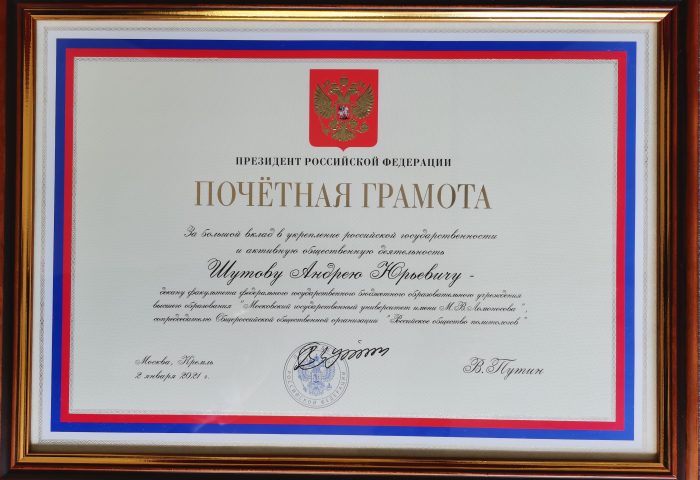 ПРЕЗИДЕНТ РОССИЙСКОЙ ФЕДЕРАЦИИ
ПОЧЁТНАЯ ГРАМОТА
За большой вклад в укрепление российской государственности
и активную общественную деятельность
Шутову Андрею Юрьевичу -
декану факультета федерального государственного бюджетного образовательного учреждения
высшего образования "Московский государственный университет имени М.В.Ломоносова",
сопредседателю Общероссийской общественной организации "Российское общество политологов"
Москва, Кремль
2 января 2021 г.
В.Путин
РОССИЙСКОЙ ФЕДЕРАЦИИ